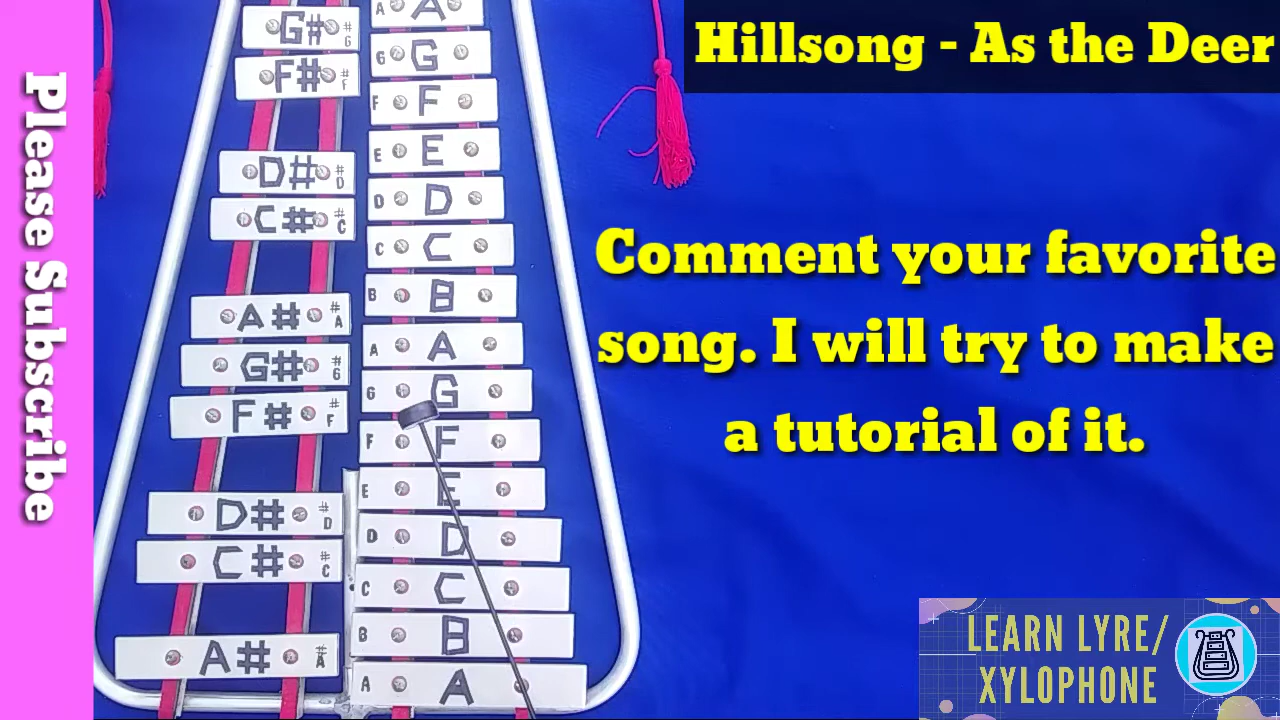 Please Subscribe
Hillsong - As the Deer
Comment your favorite
song. I will try to make
a tutorial of it.
LEARN LYRE/
XYLOPHONE
G# # G
F# # F
D# # D
C# # C
A# # A
G# # G
F# # F
D# # D
C# # C
A# # A
A A
G G
F F
E E
D D
C C
B B
A A
G G
F F
E E
D D
C C
B B
A A